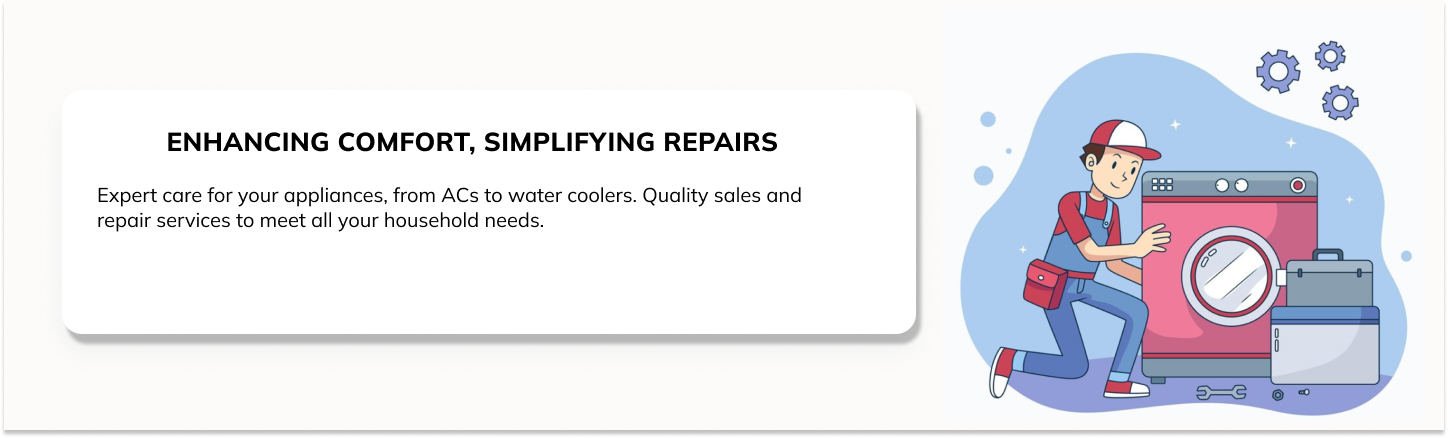 ENHANCING COMFORT, SIMPLIFYING REPAIRS
Expert care for your appliances, from ACs to water coolers. Quality sales and
repair services to meet all your household needs.